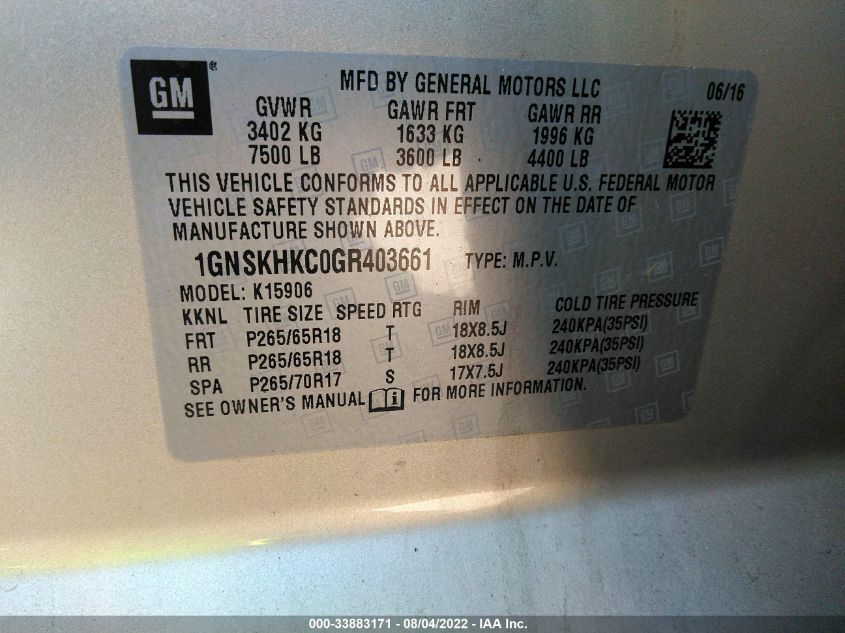 GM ®
MFD BY GENERAL MOTORS LLC 06/16
GVWR GAWR FRT GAWR RR
3402 KG 1633 KG 1996 KG
7500 LB 3600 LB 4400 LB
THIS VEHICLE CONFORMS TO ALL APPLICABLE U.S. FEDERAL MOTOR
VEHICLE SAFETY STANDARDS IN EFFECT ON THE DATE OF
MANUFACTURE SHOWN ABOVE.
1GNSKHKC0GR403661 TYPE: M.P.V.
MODEL: K15906
KKNL TIRE SIZE SPEED RTG RIM COLD TIRE PRESSURE
FRT P265/65R18 T 18X8.5J 240KPA(35PSI)
RR P265/65R18 T 18X8.5J 240KPA(35PSI)
SPA P265/70R17 S 17X7.5J 240KPA(35PSI)
SEE OWNER'S MANUAL i FOR MORE INFORMATION.
000-33883171 - 08/04/2022 - IAA Inc.